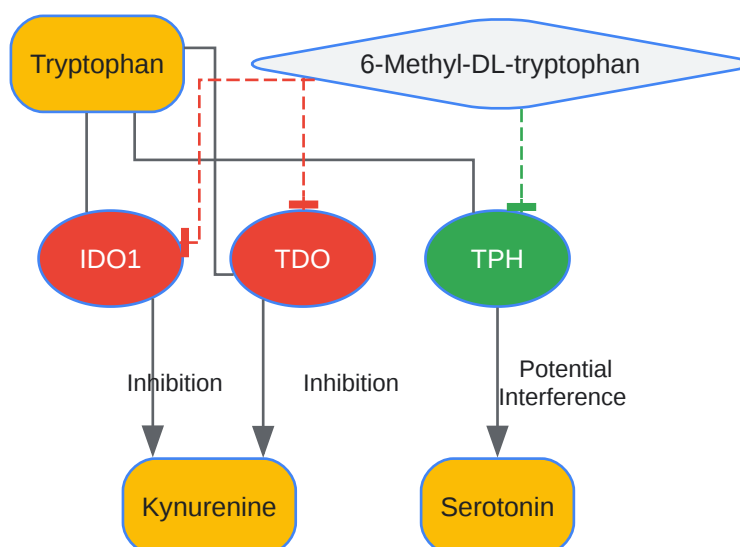 Tryptophan
6-Methyl-DL-tryptophan
IDO1
TDO
TPH
Inhibition
Inhibition
Potential
Interference
Kynurenine
Serotonin